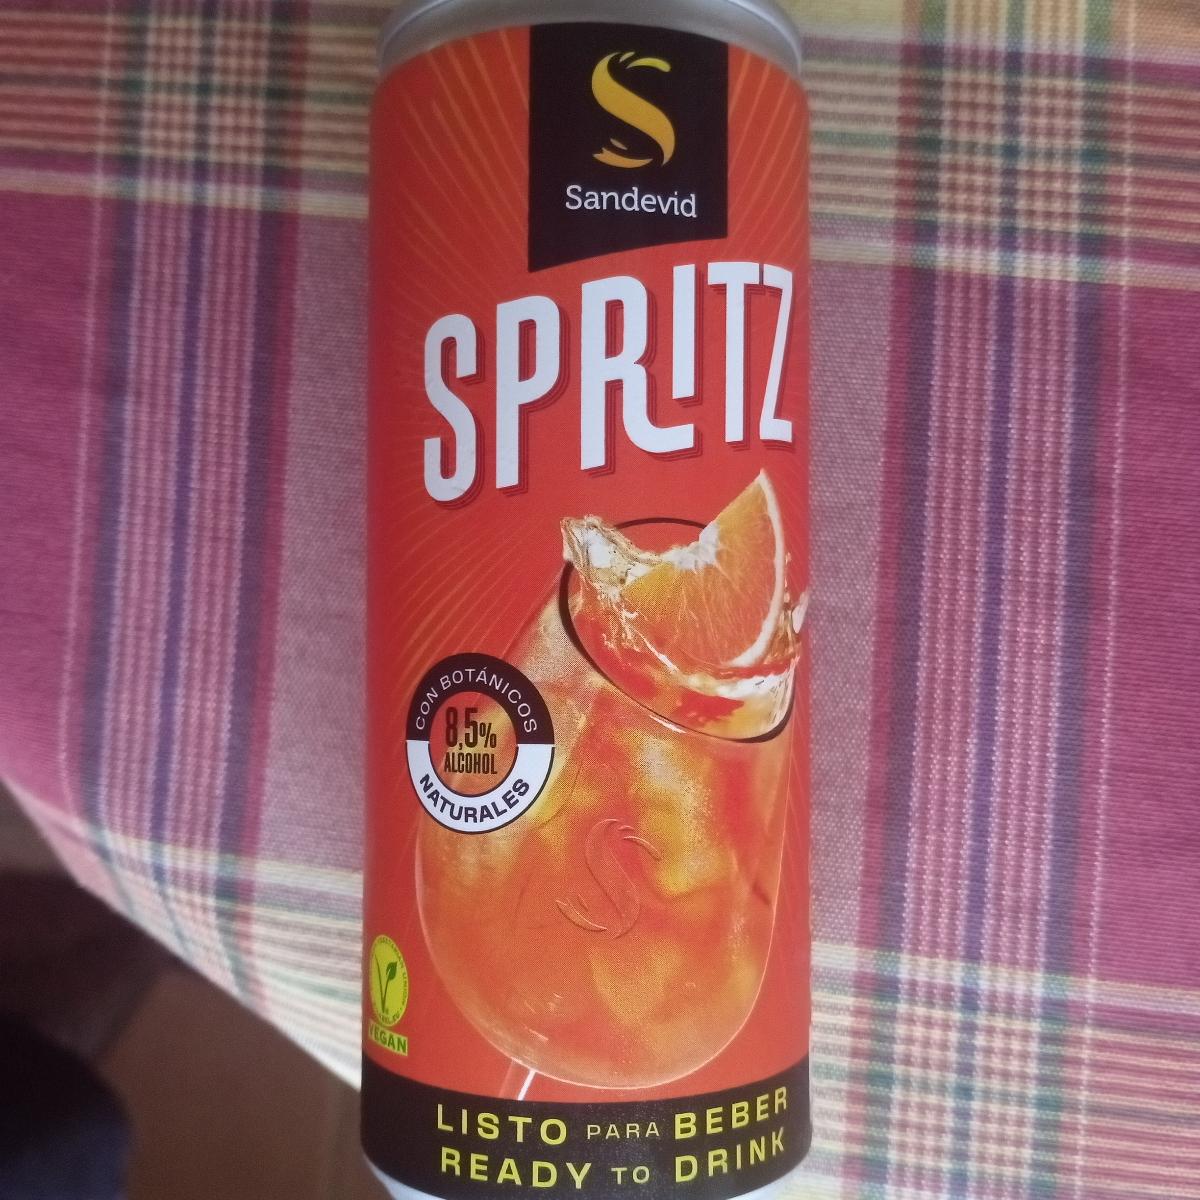 Sandevid
SPRITZ
CON BOTÁNICOS
8,5%
ALCOHOL
NATURALES
VEGAN
LISTO PARA BEBER
READY TO DRINK